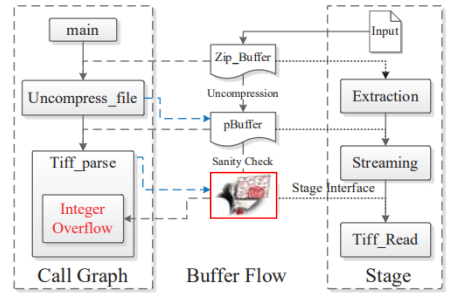 main
Input
Zip_Buffer
Uncompress_file
Uncompression
Extraction
pBuffer
Tiff_parse
Sanity Check
Streaming
Integer
Overflow
Stage Interface
Tiff_Read
Call Graph
Buffer Flow
Stage